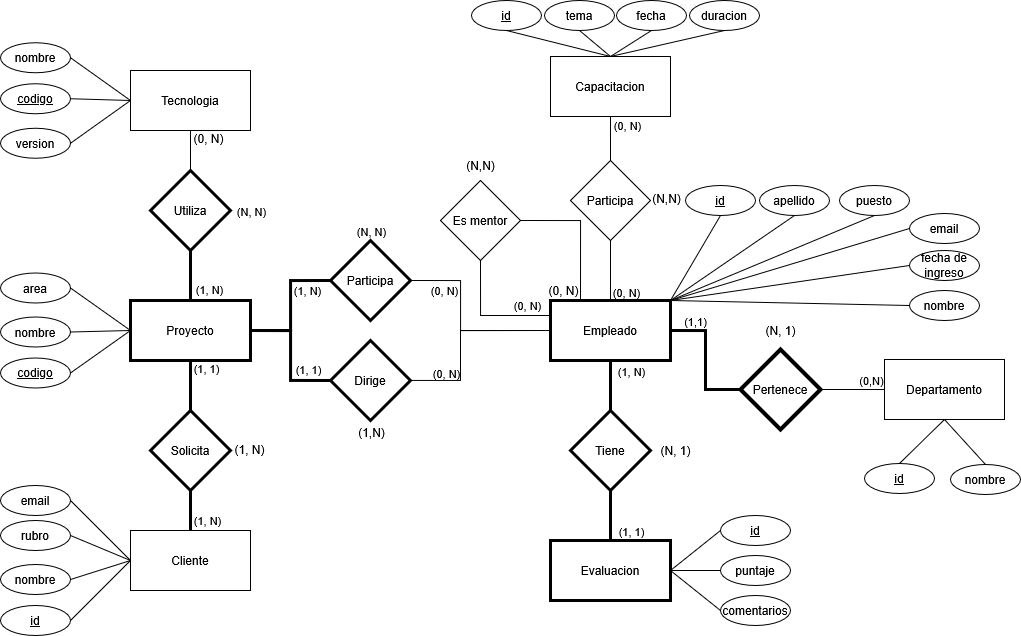 id
tema
fecha
duracion
nombre
codigo
version
Tecnologia
(0, N)
Capacitacion
(0, N)
Utiliza
(N, N)
(N,N)
Es mentor
Participa
(N,N)
id
apellido
puesto
email
fecha de
ingreso
nombre
area
nombre
codigo
(1, N)
Proyecto
(1, 1)
(N, N)
Participa
(1, N)
(0, N)
(1, 1)
Dirige
(0, N)
(1,N)
(0, N)
(0, N)
(0, N)
Empleado
(1,1)
(1, N)
(N, 1)
Pertenece
(0,N)
Departamento
id
nombre
Solicita
(1, N)
Tiene
(N, 1)
email
rubro
nombre
id
(1, N)
Cliente
(1, 1)
Evaluacion
id
puntaje
comentarios